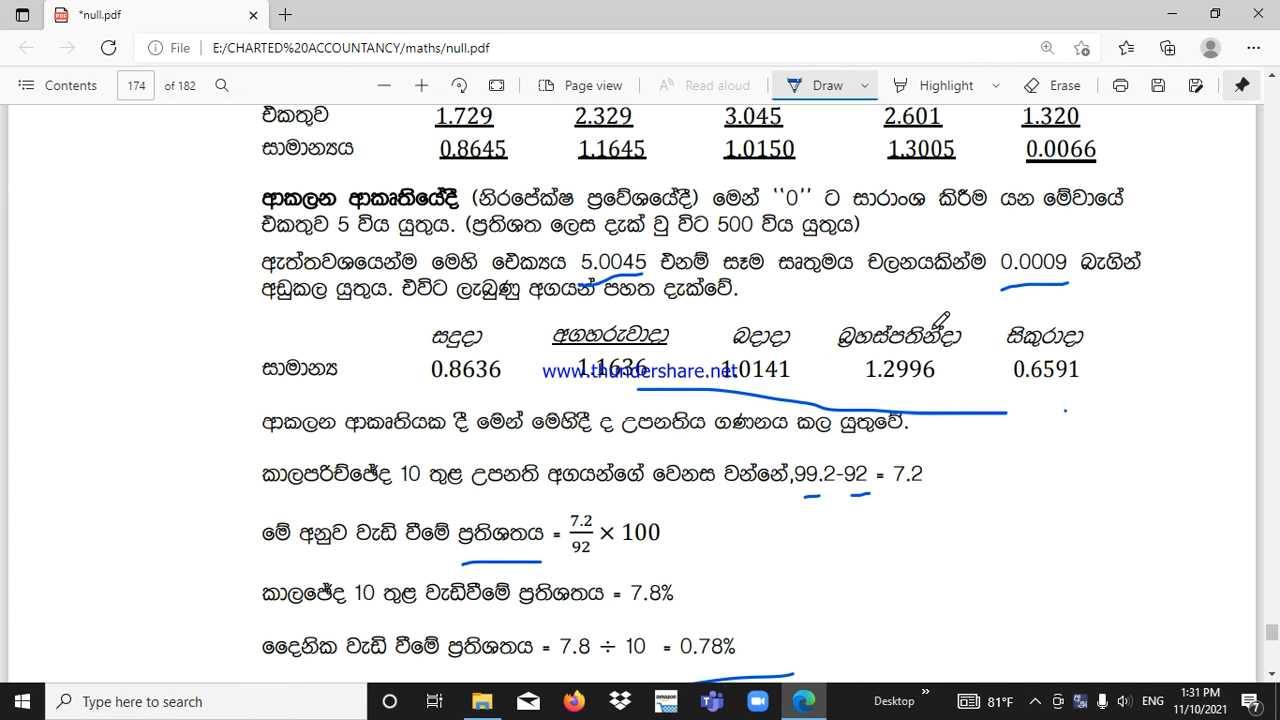 *null.pdf
File E:/CHARTED%20ACCOUNTANCY/maths/null.pdf
Contents 174 of 182 Page view Read aloud Draw Highlight Erase
එකතුව 1.729 2.329 3.045 2.601 1.320
සාමාන්‍යය 0.8645 1.1645 1.0150 1.3005 0.0066
ආකලන ආකෘතියේදී (නිරපේක්ෂ ප්‍රවේශයේදී) මෙන් ‘‘0’’ ට සාරාංශ කිරීම යන මේවායේ
එකතුව 5 විය යුතුය. (ප්‍රතිශත ලෙස දැක් වු විට 500 විය යුතුය)
ඇත්තවශයෙන්ම මෙහි ඓක්‍යය 5.0045 එනම් සෑම සෘතුමය චලනයකින්ම 0.0009 බැගින්
අඩුකල යුතුය. එවිට ලැබුණු අගයන් පහත දැක්වේ.
සදුදා අගහරුවාදා බදාදා බ්‍රහස්පතින්දා සිකුරාදා
සාමාන්‍ය 0.8636 1.1636 1.0141 1.2996 0.6591
www.thundershare.net
ආකලන ආකෘතියක දී මෙන් මෙහිදී ද උපනතිය ගණනය කල යුතුවේ.
කාලපරිච්ඡේද 10 තුළ උපනති අගයන්ගේ වෙනස වන්නේ,99.2-92 = 7.2
මේ අනුව වැඩි වීමේ ප්‍රතිශතය = 7.2/92 × 100
කාලඡේද 10 තුළ වැඩිවීමේ ප්‍රතිශතය = 7.8%
දෛනික වැඩි වීමේ ප්‍රතිශතය = 7.8 ÷ 10 = 0.78%
Type here to search Desktop 81°F ENG 1:31 PM
11/10/2021